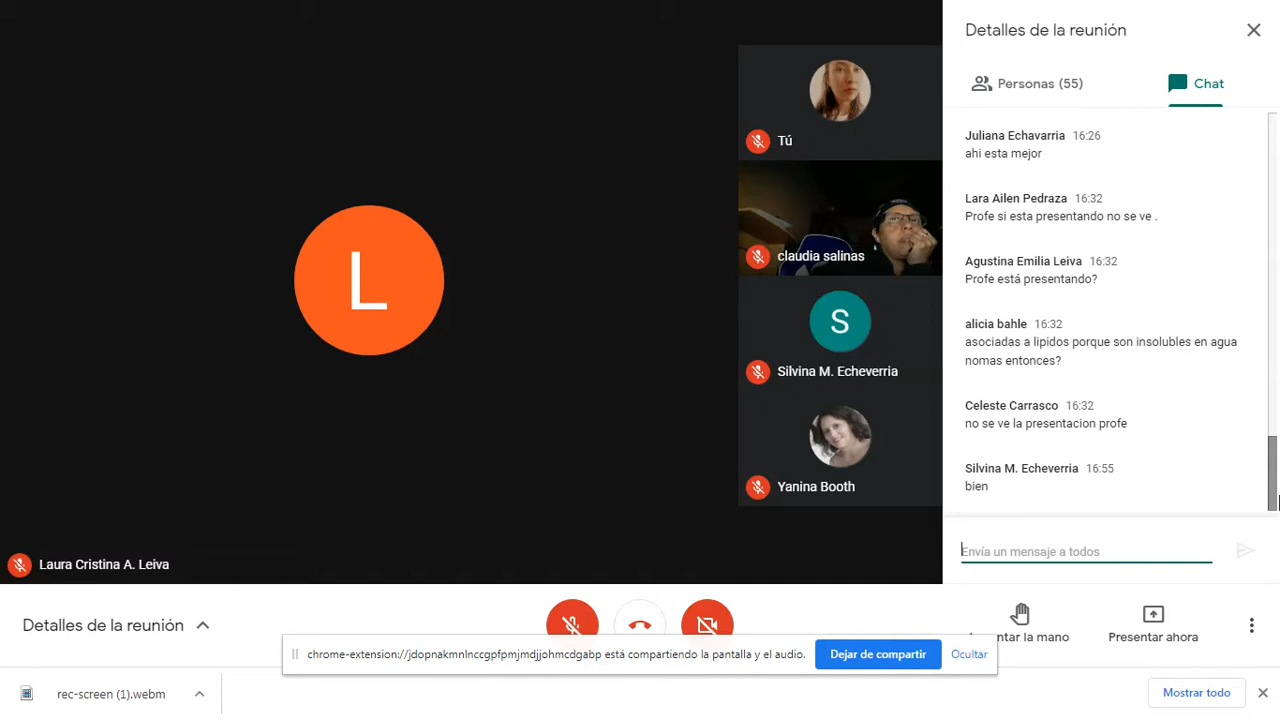 L
Laura Cristina A. Leiva
Tú
claudia salinas
S
Silvina M. Echeverria
Yanina Booth
Detalles de la reunión
Personas (55)
Chat
Juliana Echavarria 16:26
ahi esta mejor
Lara Ailen Pedraza 16:32
Profe si esta presentando no se ve .
Agustina Emilia Leiva 16:32
Profe está presentando?
alicia bahle 16:32
asociadas a lipidos porque son insolubles en agua
nomas entonces?
Celeste Carrasco 16:32
no se ve la presentacion profe
Silvina M. Echeverria 16:55
bien
Envía un mensaje a todos
Detalles de la reunión
ntar la mano
Presentar ahora
chrome-extension://jdopnakmnlnccgpfpmjmdjjohmcdgabp está compartiendo la pantalla y el audio.
Dejar de compartir
Ocultar
rec-screen (1).webm
Mostrar todo